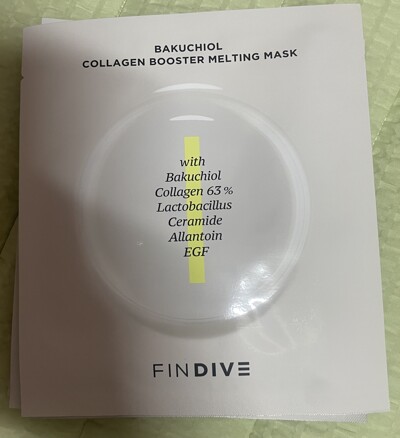 BAKUCHIOL
COLLAGEN BOOSTER MELTING MASK
with
Bakuchiol
Collagen 63 %
Lactobacillus
Ceramide
Allantoin
EGF
FINDIVE